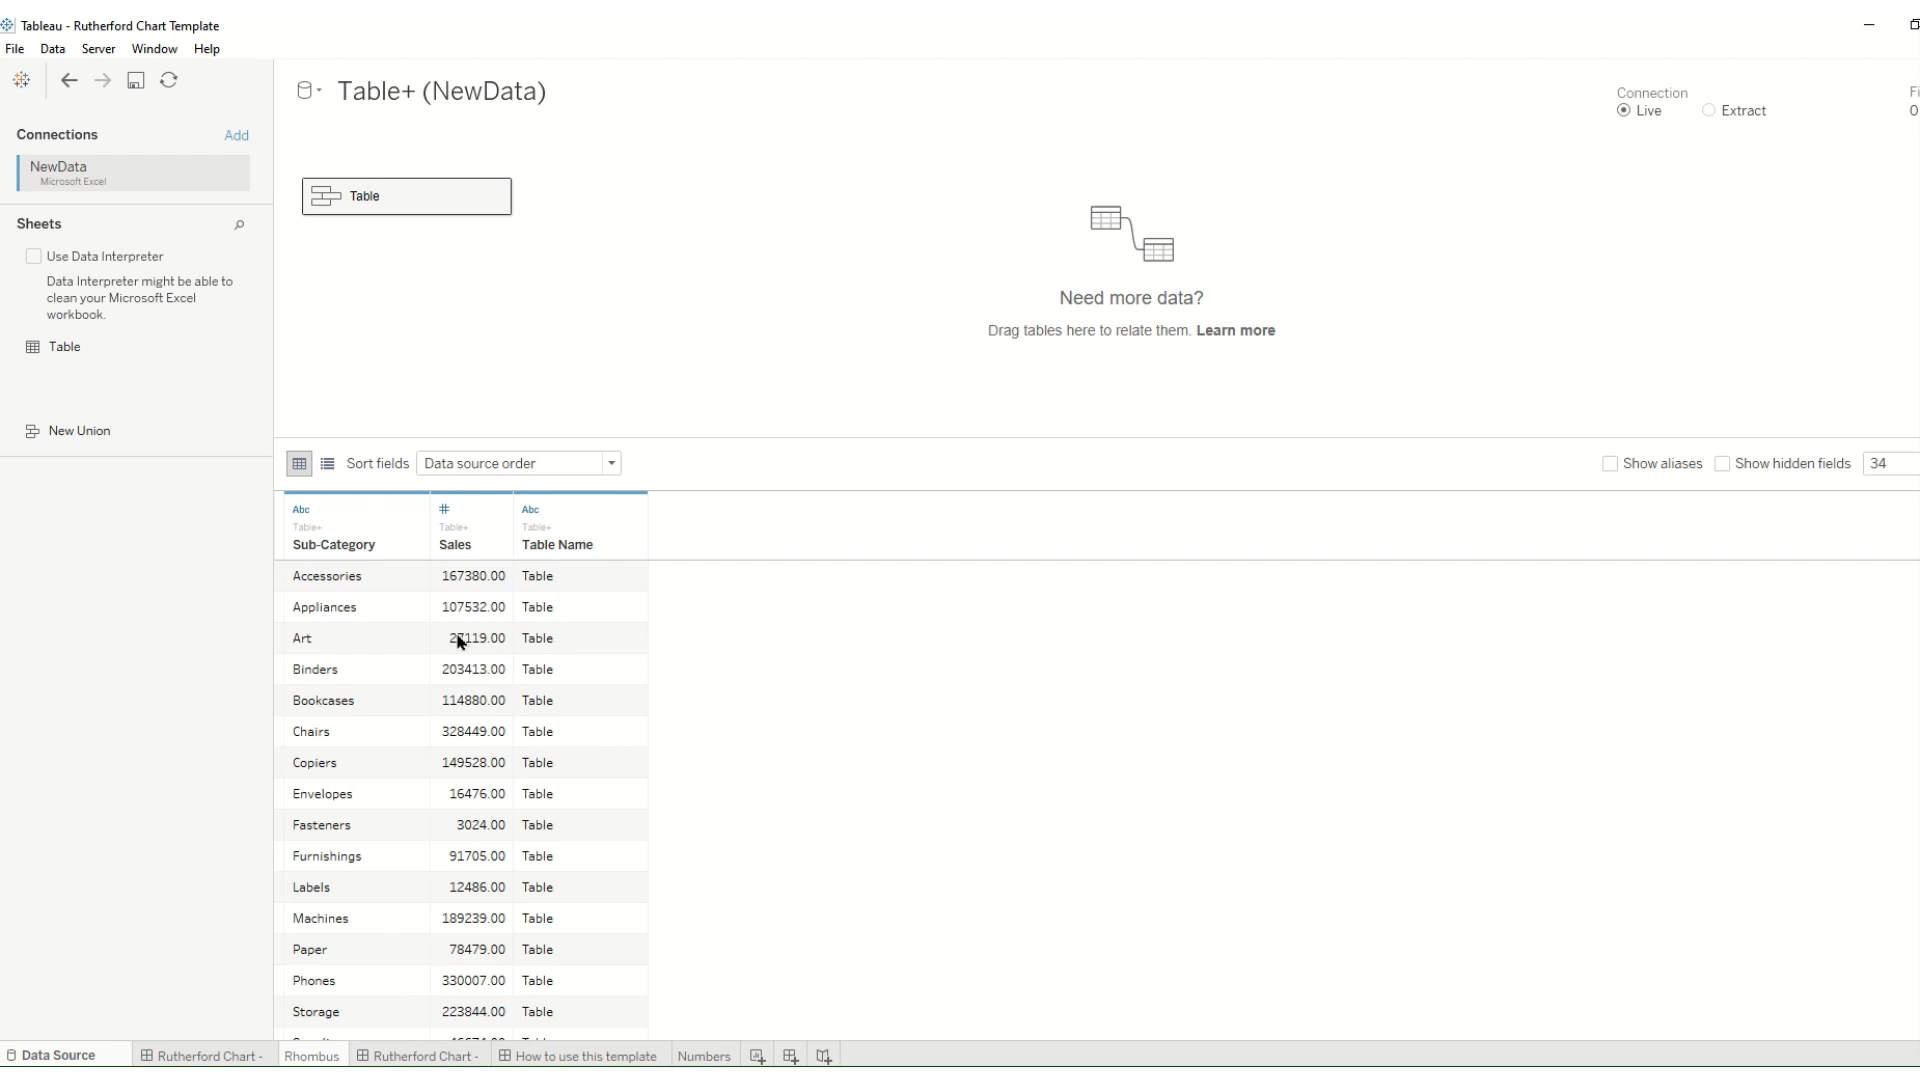 Tableau - Rutherford Chart Template
File Data Server Window Help
Table+ (NewData)
Connection
Live Extract
Connections Add
NewData
Microsoft Excel
Table
Sheets
Use Data Interpreter
Data Interpreter might be able to
clean your Microsoft Excel
workbook.
Table
New Union
Need more data?
Drag tables here to relate them. Learn more
Sort fields Data source order Show aliases Show hidden fields 34
Abc # Abc
Table+ Table+ Table+
Sub-Category Sales Table Name
Accessories 167380.00 Table
Appliances 107532.00 Table
Art 27119.00 Table
Binders 203413.00 Table
Bookcases 114880.00 Table
Chairs 328449.00 Table
Copiers 149528.00 Table
Envelopes 16476.00 Table
Fasteners 3024.00 Table
Furnishings 91705.00 Table
Labels 12486.00 Table
Machines 189239.00 Table
Paper 78479.00 Table
Phones 330007.00 Table
Storage 223844.00 Table
Data Source Rutherford Chart - Rhombus Rutherford Chart - How to use this template Numbers